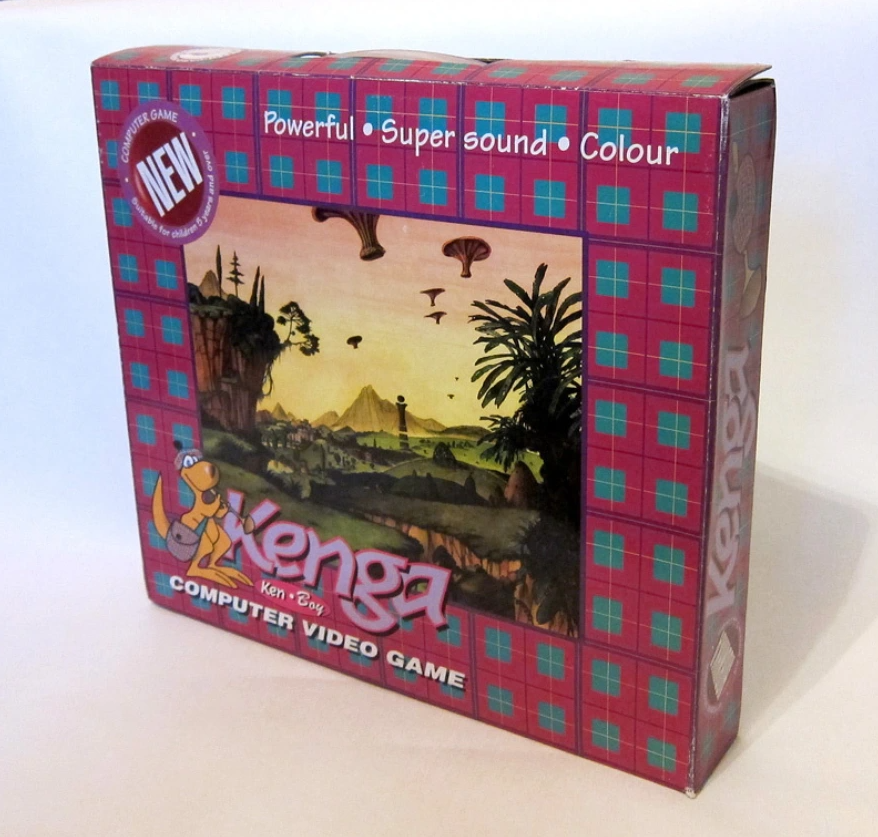 Powerful • Super sound • Colour
COMPUTER GAME
NEW
Suitable for children 5 years and over
Kenga
Ken • Boy
COMPUTER VIDEO GAME
Kenga